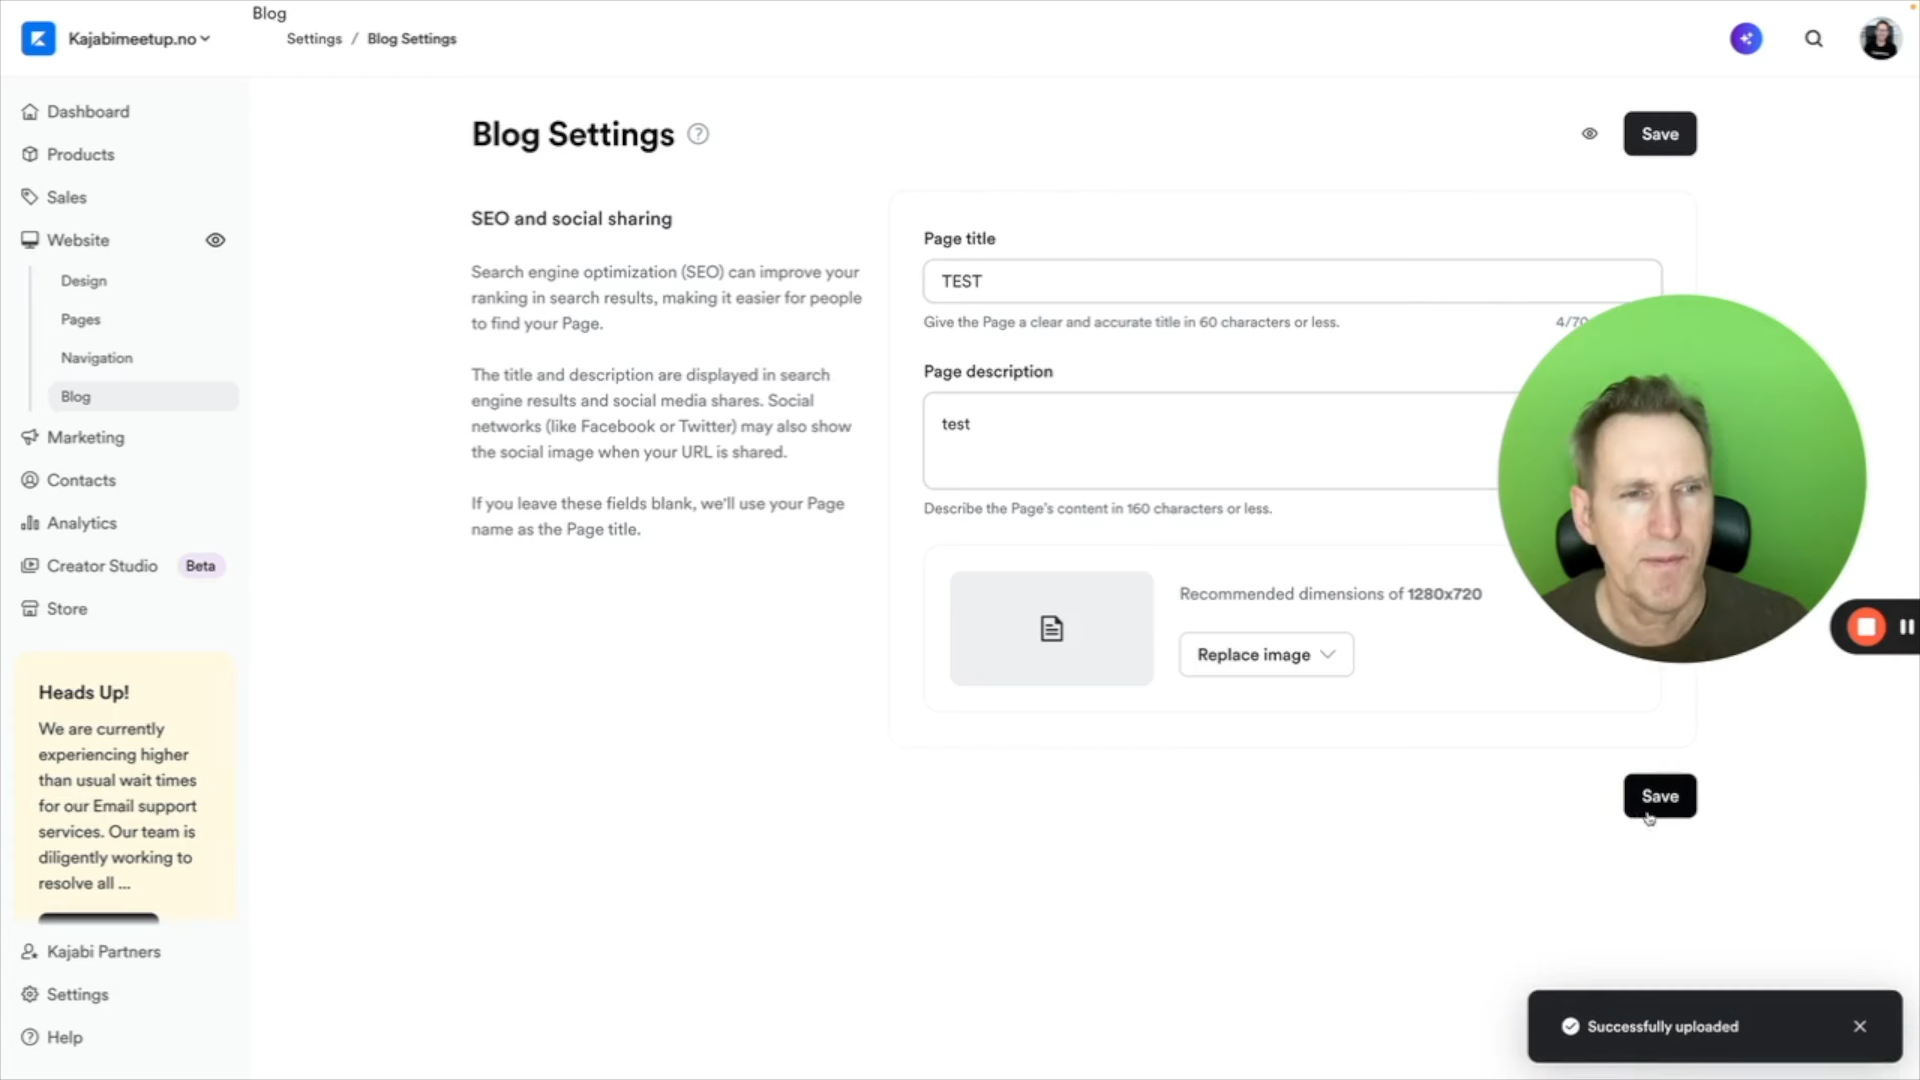 Blog
Kajabimeetup.no
Settings / Blog Settings
Dashboard
Products
Sales
Website
Design
Pages
Navigation
Blog
Marketing
Contacts
Analytics
Creator Studio Beta
Store
Heads Up!
We are currently
experiencing higher
than usual wait times
for our Email support
services. Our team is
diligently working to
resolve all ...
Kajabi Partners
Settings
Help
Blog Settings
Save
SEO and social sharing
Search engine optimization (SEO) can improve your
ranking in search results, making it easier for people
to find your Page.
The title and description are displayed in search
engine results and social media shares. Social
networks (like Facebook or Twitter) may also show
the social image when your URL is shared.
If you leave these fields blank, we'll use your Page
name as the Page title.
Page title
TEST
Give the Page a clear and accurate title in 60 characters or less.
4/70
Page description
test
Describe the Page's content in 160 characters or less.
Recommended dimensions of 1280x720
Replace image
Save
Successfully uploaded